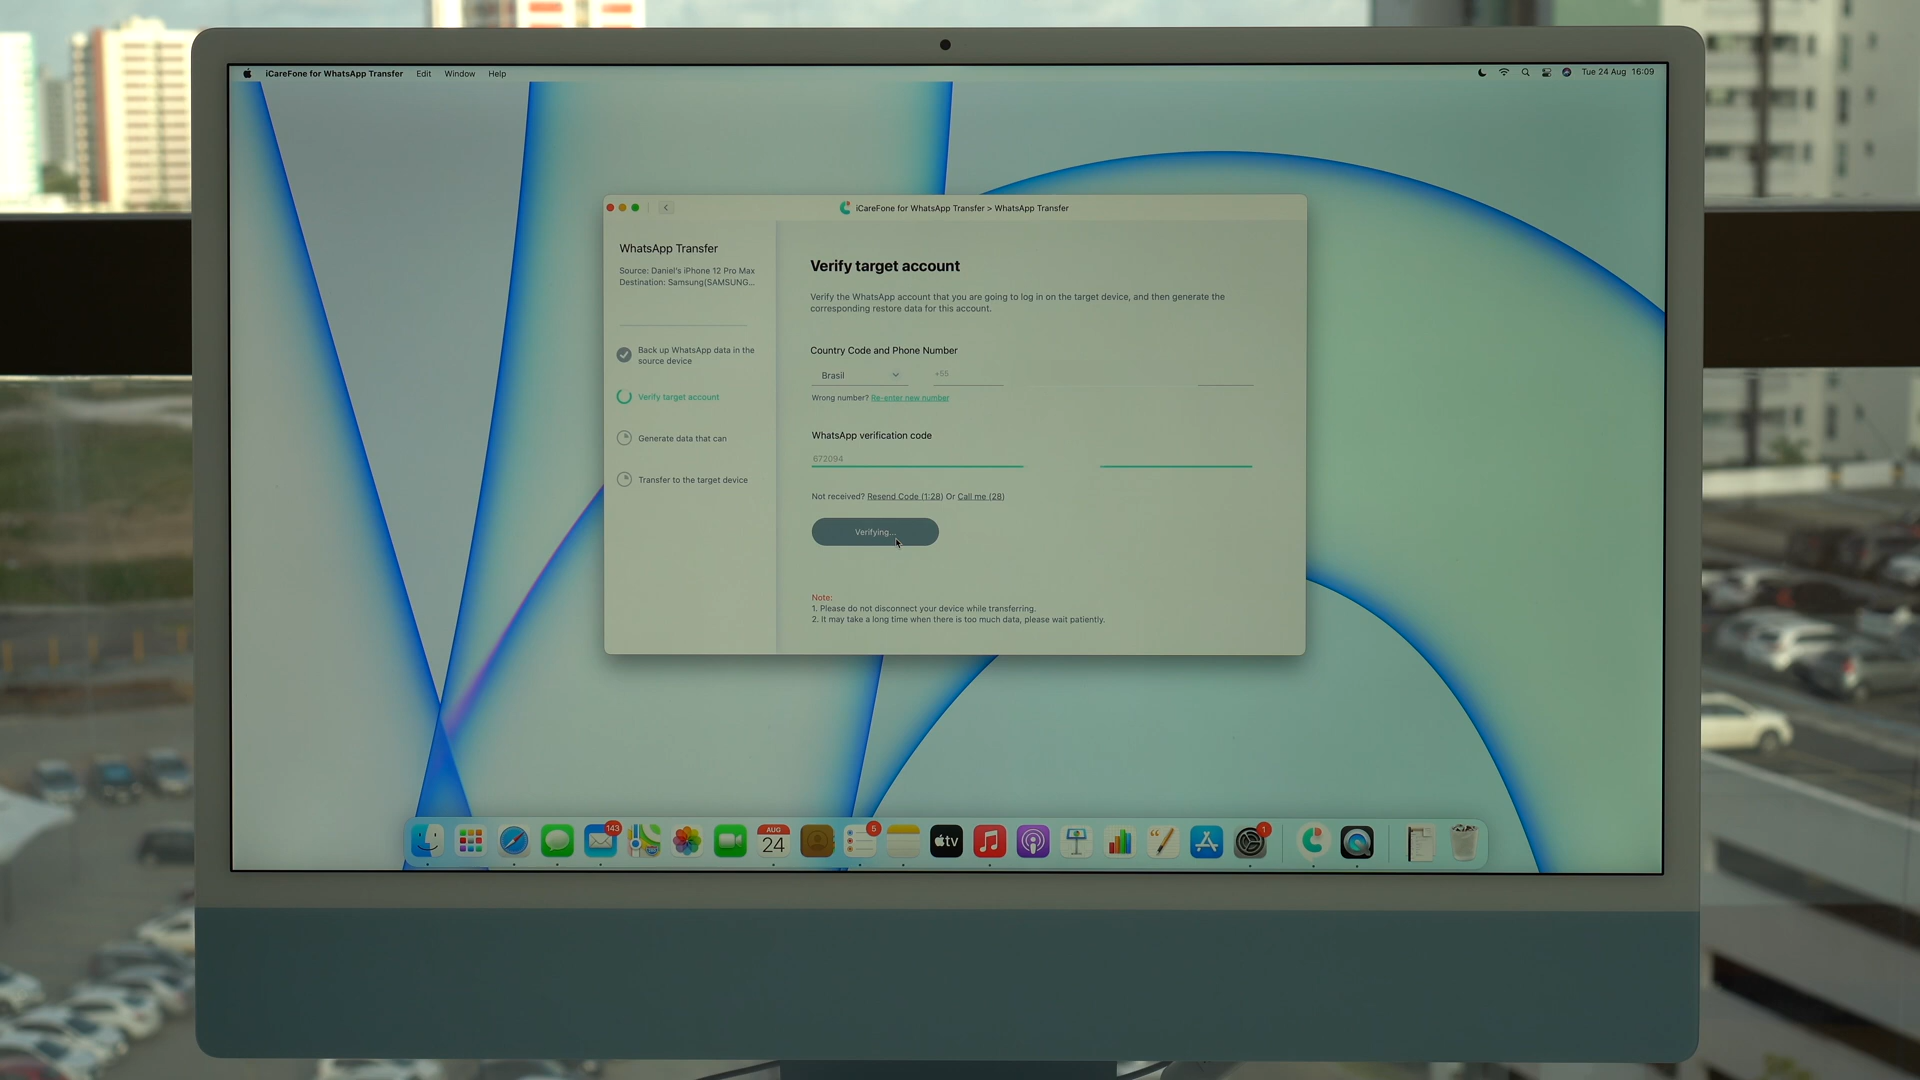 iCareFone for WhatsApp Transfer Edit Window Help
Tue 24 Aug 16:09
iCareFone for WhatsApp Transfer > WhatsApp Transfer
WhatsApp Transfer
Source: Daniel's iPhone 12 Pro Max
Destination: Samsung(SAMSUNG...
Back up WhatsApp data in the
source device
Verify target account
Generate data that can
Transfer to the target device
Verify target account
Verify the WhatsApp account that you are going to log in on the target device, and then generate the
corresponding restore data for this account.
Country Code and Phone Number
Brasil +55
Wrong number? Re-enter new number
WhatsApp verification code
672094
Not received? Resend Code (1:28) Or Call me (28)
Verifying...
Note:
1. Please do not disconnect your device while transferring.
2. It may take a long time when there is too much data, please wait patiently.
143
AUG
24
5
tv
1